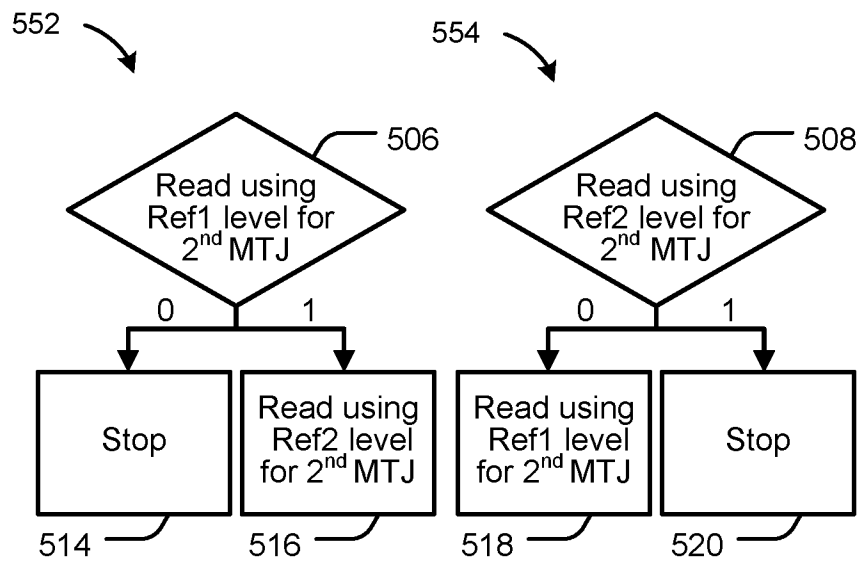 552
554
506
508
Read using
Ref1 level for
2nd MTJ
Read using
Ref2 level for
2nd MTJ
0
1
0
1
Stop
Read using
Ref2 level
for 2nd MTJ
Read using
Ref1 level
for 2nd MTJ
Stop
514
516
518
520